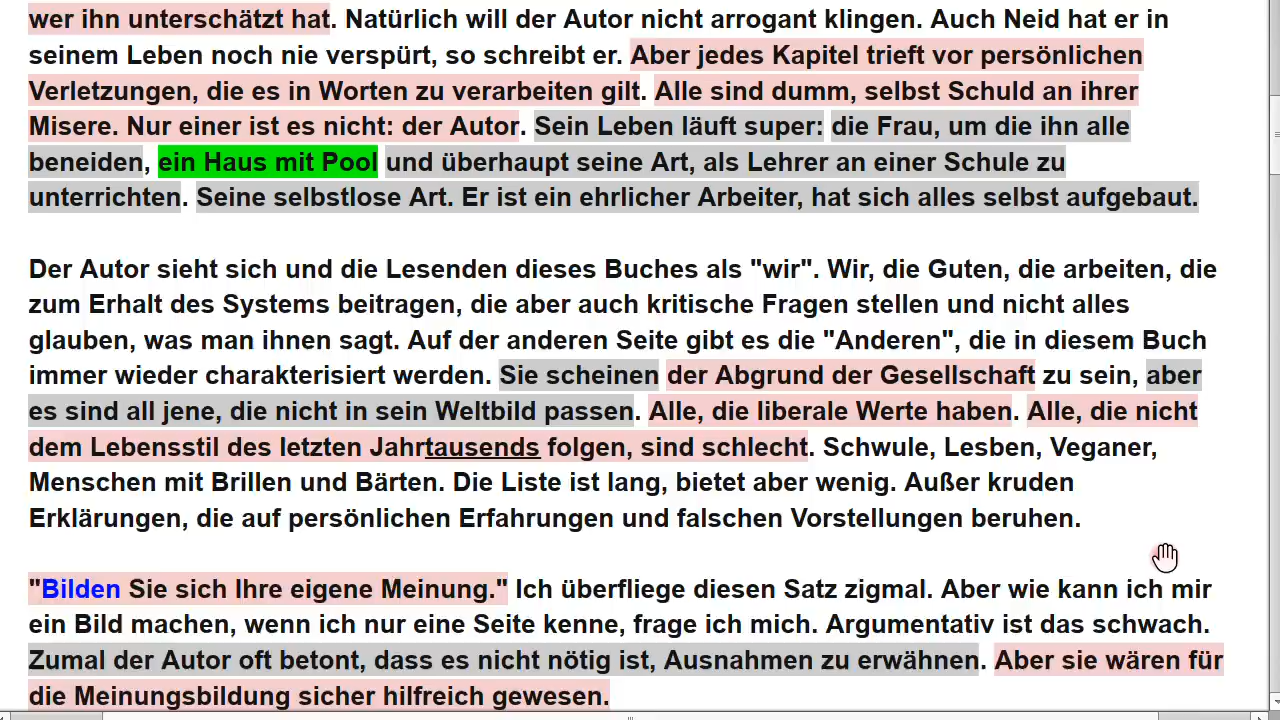 wer ihn unterschätzt hat. Natürlich will der Autor nicht arrogant klingen. Auch Neid hat er in
seinem Leben noch nie verspürt, so schreibt er. Aber jedes Kapitel trieft vor persönlichen
Verletzungen, die es in Worten zu verarbeiten gilt. Alle sind dumm, selbst Schuld an ihrer
Misere. Nur einer ist es nicht: der Autor. Sein Leben läuft super: die Frau, um die ihn alle
beneiden, ein Haus mit Pool und überhaupt seine Art, als Lehrer an einer Schule zu
unterrichten. Seine selbstlose Art. Er ist ein ehrlicher Arbeiter, hat sich alles selbst aufgebaut.
Der Autor sieht sich und die Lesenden dieses Buches als "wir". Wir, die Guten, die arbeiten, die
zum Erhalt des Systems beitragen, die aber auch kritische Fragen stellen und nicht alles
glauben, was man ihnen sagt. Auf der anderen Seite gibt es die "Anderen", die in diesem Buch
immer wieder charakterisiert werden. Sie scheinen der Abgrund der Gesellschaft zu sein, aber
es sind all jene, die nicht in sein Weltbild passen. Alle, die liberale Werte haben. Alle, die nicht
dem Lebensstil des letzten Jahrtausends folgen, sind schlecht. Schwule, Lesben, Veganer,
Menschen mit Brillen und Bärten. Die Liste ist lang, bietet aber wenig. Außer kruden
Erklärungen, die auf persönlichen Erfahrungen und falschen Vorstellungen beruhen.
"Bilden Sie sich Ihre eigene Meinung." Ich überfliege diesen Satz zigmal. Aber wie kann ich mir
ein Bild machen, wenn ich nur eine Seite kenne, frage ich mich. Argumentativ ist das schwach.
Zumal der Autor oft betont, dass es nicht nötig ist, Ausnahmen zu erwähnen. Aber sie wären für
die Meinungsbildung sicher hilfreich gewesen.